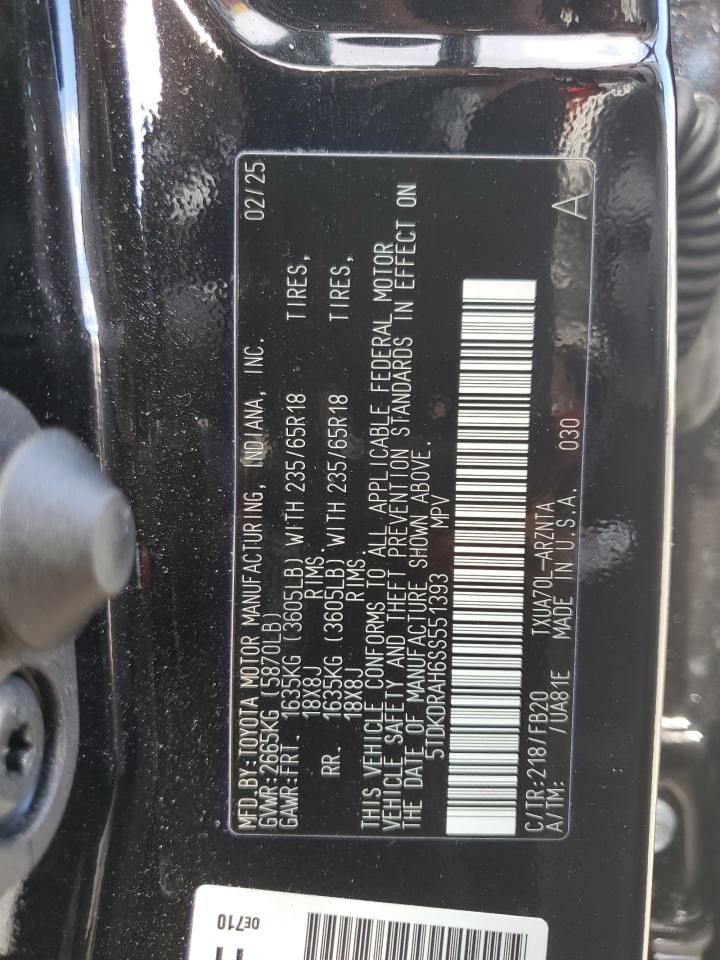 MFD.BY:TOYOTA MOTOR MANUFACTURING, INDIANA, INC. 02/25
GVWR:2665KG (5870LB)
GAWR:FRT. 1635KG (3605LB) WITH 235/65R18 TIRES,
18X8J RIMS.
RR. 1635KG (3605LB) WITH 235/65R18 TIRES,
18X8J RIMS.
THIS VEHICLE CONFORMS TO ALL APPLICABLE FEDERAL MOTOR
VEHICLE SAFETY AND THEFT PREVENTION STANDARDS IN EFFECT ON
THE DATE OF MANUFACTURE SHOWN ABOVE.
5TDKDRAH6SS551393 MPV
C/TR:218/FB20 TXUA70L-ARZNTA 030 A
A/TM: /UA81E MADE IN U.S.A.
0E710